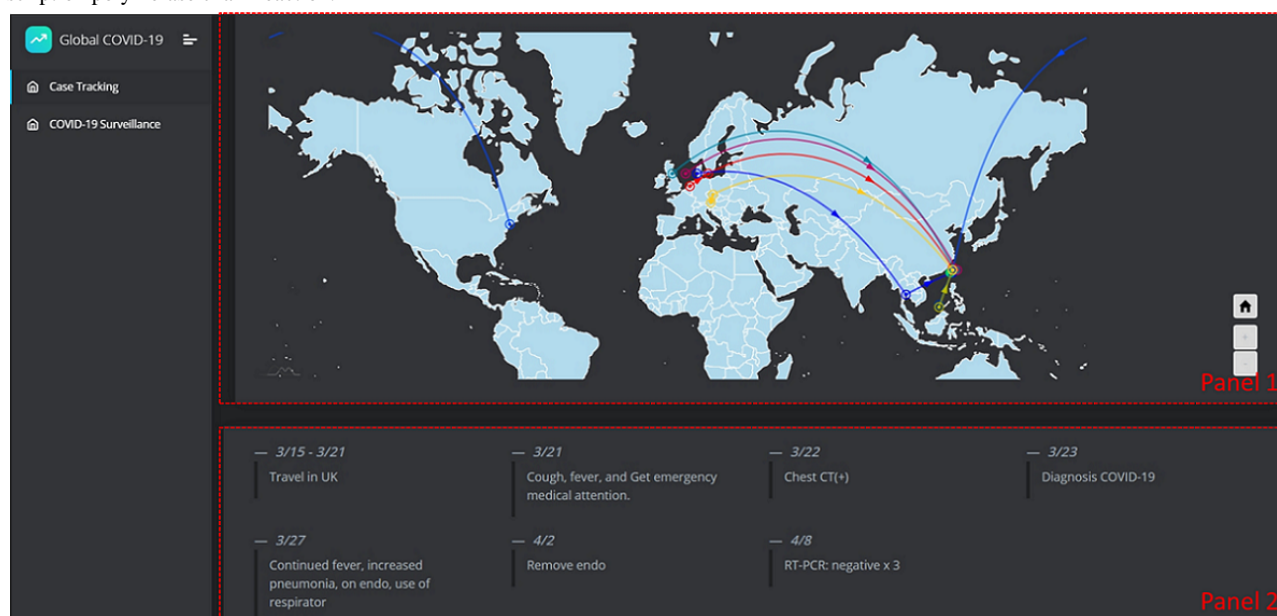 Global COVID-19
Case Tracking
COVID-19 Surveillance
Panel 1
— 3/15 - 3/21
Travel in UK
— 3/21
Cough, fever, and Get emergency
medical attention.
— 3/22
Chest CT(+)
— 3/23
Diagnosis COVID-19
— 3/27
Continued fever, increased
pneumonia, on endo, use of
respirator
— 4/2
Remove endo
— 4/8
RT-PCR: negative x 3
Panel 2